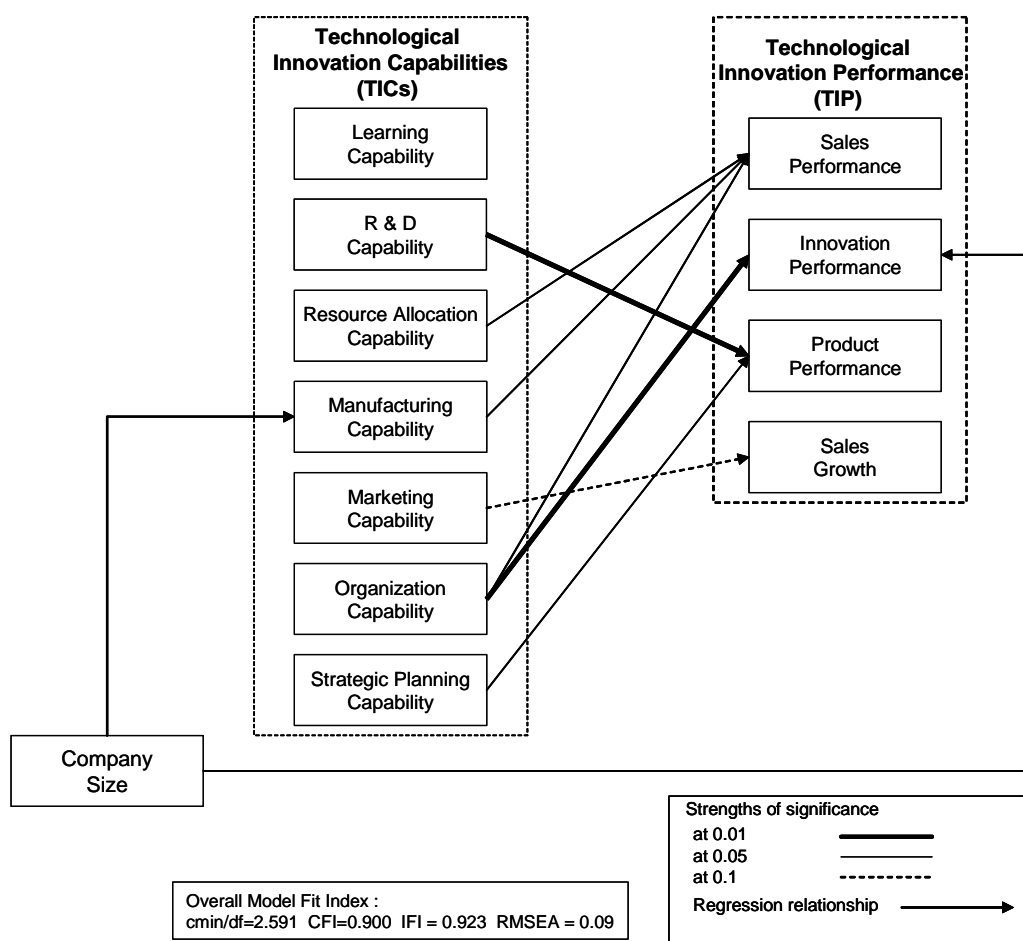 Technological
Innovation Capabilities
(TICs)
Learning
Capability
R & D
Capability
Resource Allocation
Capability
Manufacturing
Capability
Marketing
Capability
Organization
Capability
Strategic Planning
Capability
Technological
Innovation Performance
(TIP)
Sales
Performance
Innovation
Performance
Product
Performance
Sales
Growth
Company
Size
Strengths of significance
at 0.01
at 0.05
at 0.1
Regression relationship
Overall Model Fit Index :
cmin/df=2.591 CFI=0.900 IFI = 0.923 RMSEA = 0.09